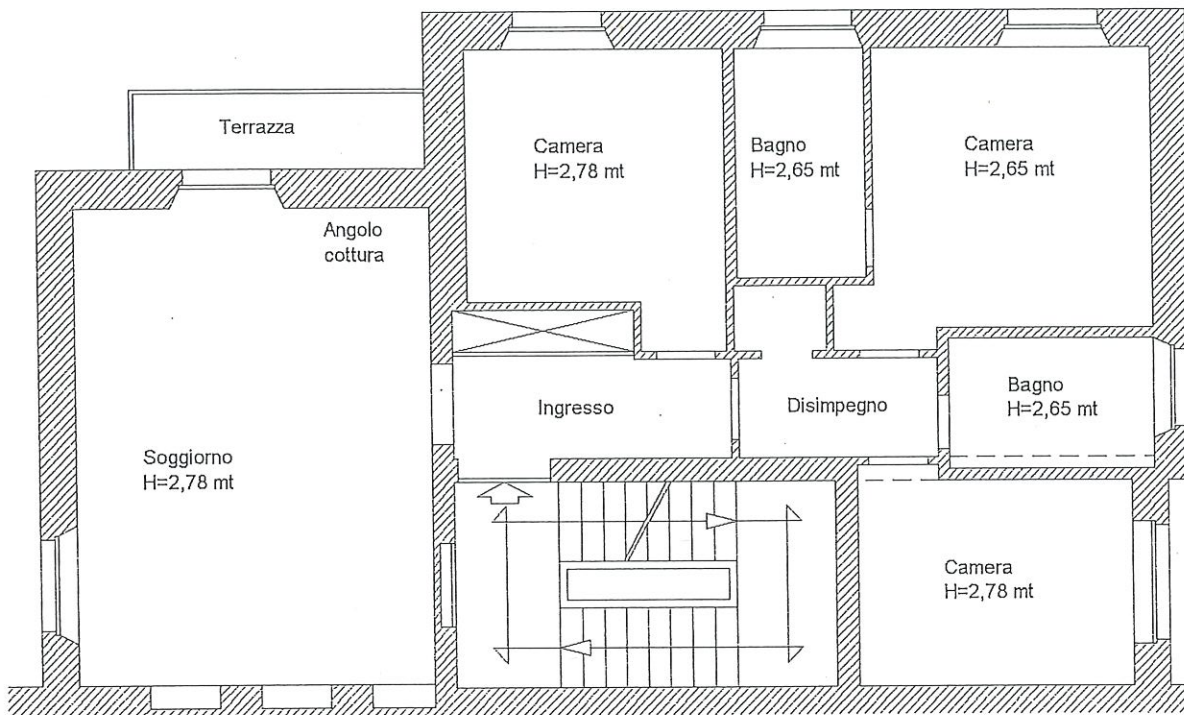 Terrazza
Camera
H=2,78 mt
Bagno
H=2,65 mt
Camera
H=2,65 mt
Angolo
cottura
Ingresso
Disimpegno
Bagno
H=2,65 mt
Soggiorno
H=2,78 mt
Camera
H=2,78 mt